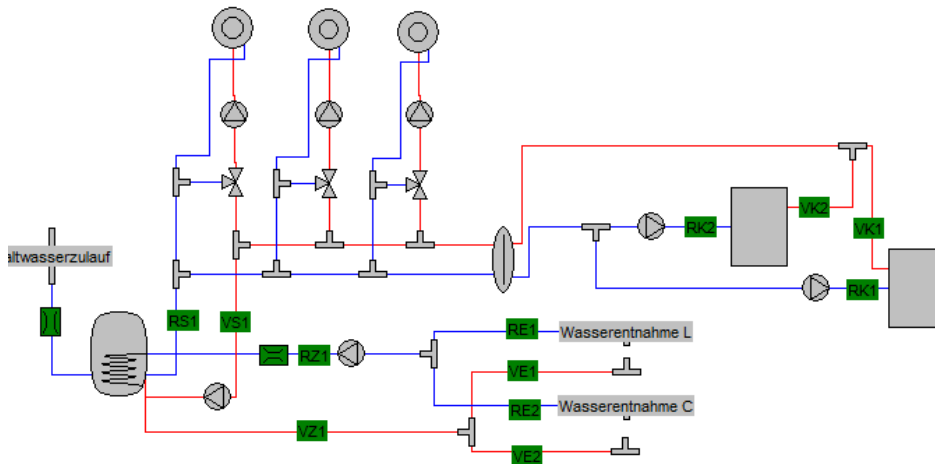 VK2
VK1
RK2
altwasserzulauf
RK1
RS1
VS1
RE1
Wasserentnahme L
RZ1
VE1
RE2
Wasserentnahme C
VZ1
VE2